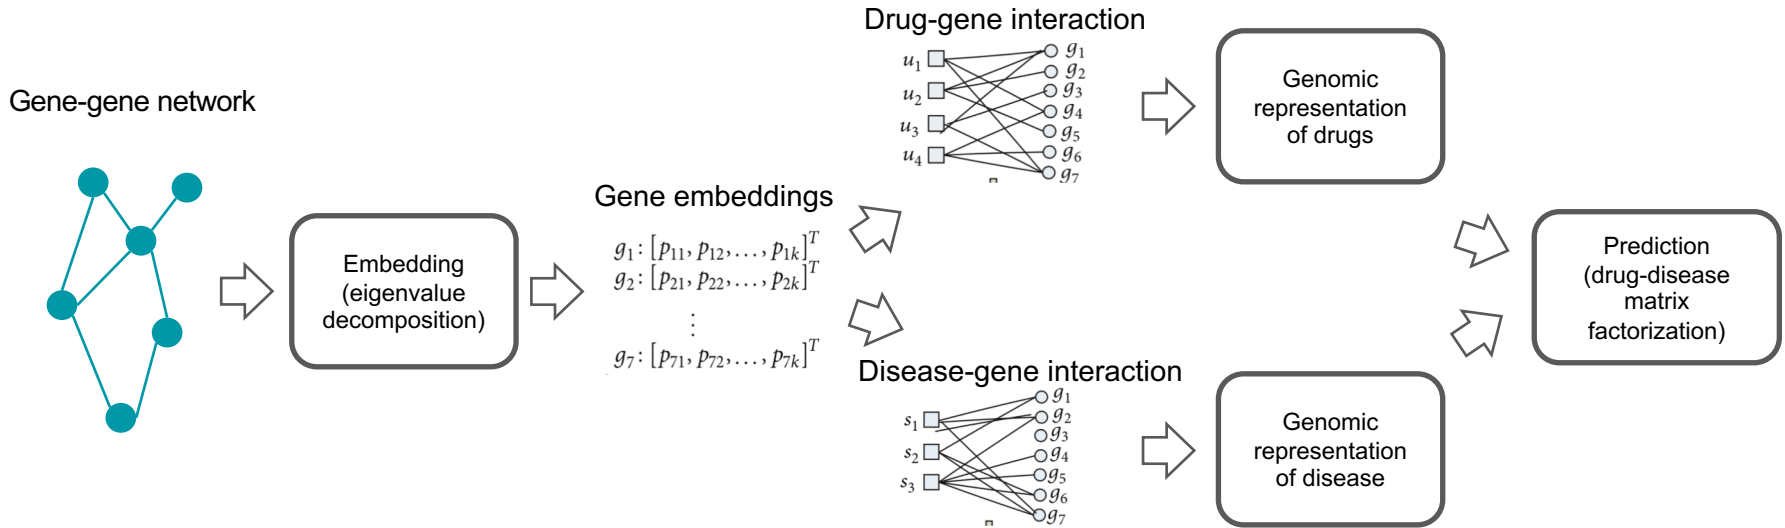 Gene-gene network
Embedding
(eigenvalue
decomposition)
Gene embeddings
g₁ : [p₁₁, p₁₂, . . . , p₁ₖ]ᵀ
g₂ : [p₂₁, p₂₂, . . . , p₂ₖ]ᵀ
⋮
g₇ : [p₇₁, p₇₂, . . . , p₇ₖ]ᵀ
Drug-gene interaction
u₁
u₂
u₃
u₄
g₁
g₂
g₃
g₄
g₅
g₆
g₇
Genomic
representation
of drugs
Disease-gene interaction
s₁
s₂
s₃
g₁
g₂
g₃
g₄
g₅
g₆
g₇
Genomic
representation
of disease
Prediction
(drug-disease
matrix
factorization)